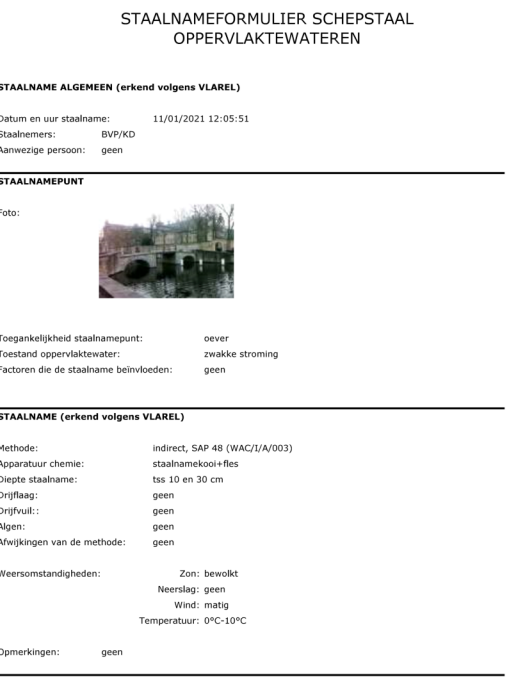 STAALNAMEFORMULIER SCHEPSTAAL
OPPERVLAKTEWATEREN
STAALNAME ALGEMEEN (erkend volgens VLAREL)
Datum en uur staalname: 11/01/2021 12:05:51
Staalnemers: BVP/KD
Aanwezige persoon: geen
STAALNAMEPUNT
Foto:
Toegankelijkheid staalnamepunt: oever
Toestand oppervlaktewater: zwakke stroming
Factoren die de staalname beïnvloeden: geen
STAALNAME (erkend volgens VLAREL)
Methode: indirect, SAP 48 (WAC/I/A/003)
Apparatuur chemie: staalnamekooi+fles
Diepte staalname: tss 10 en 30 cm
Drijflaag: geen
Drijfvuil:: geen
Algen: geen
Afwijkingen van de methode: geen
Weersomstandigheden: Zon: bewolkt
Neerslag: geen
Wind: matig
Temperatuur: 0°C-10°C
Opmerkingen: geen